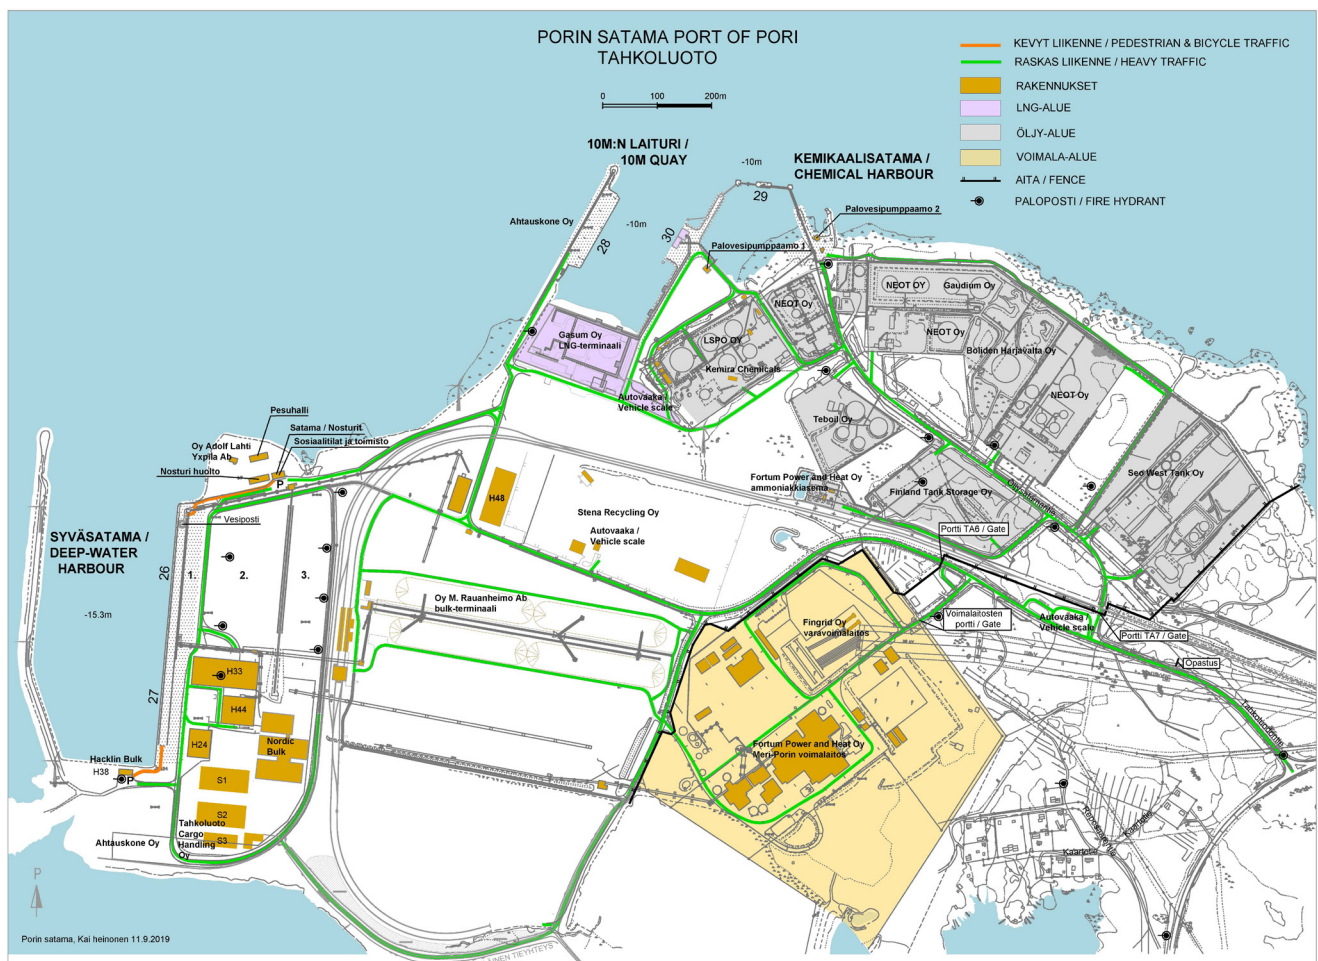 PORIN SATAMA PORT OF PORI
TAHKOLUOTO
0 100 200m
KEVYT LIIKENNE / PEDESTRIAN & BICYCLE TRAFFIC
RASKAS LIIKENNE / HEAVY TRAFFIC
RAKENNUKSET
LNG-ALUE
ÖLJY-ALUE
VOIMALA-ALUE
AITA / FENCE
PALOPOSTI / FIRE HYDRANT
10M:N LAITURI /
10M QUAY
-10m
KEMIKAALISATAMA /
CHEMICAL HARBOUR
29
Palovesipumppaamo 2
Ahtauskone Oy
-10m
28
30
Palovesipumppaamo 1
NEOT OY
Gaudium Oy
NEOT Oy
NEOT Oy
Gasum Oy
LNG-terminaali
LSPO OY
Boliden Harjavalta Oy
Kemira Chemicals
NEOT Oy
Autovaaka /
Vehicle scale
Teboil Oy
Pesuhalli
Satama / Nosturit
Sosiaalitilat ja toimisto
Oy Adolf Lahti
Yxpila Ab
Nosturi huolto
P
H48
Fortum Power and Heat Oy
ammoniakkiasema
Seo West Tank Oy
Finland Tank Storage Oy
Öljysatamantie
Stena Recycling Oy
Autovaaka /
Vehicle scale
Vesiposti
SYVÄSATAMA /
DEEP-WATER
HARBOUR
Portti TA6 / Gate
26
1.
2.
3.
-15.3m
Oy M. Rauanheimo Ab
bulk-terminaali
Fingrid Oy
varavoimalaitos
Voimalaitosten
portti / Gate
Autovaaka /
Vehicle scale
Portti TA7 / Gate
Opastus
H33
27
H44
Tahkoluodontie
H24
Nordic
Bulk
Fortum Power and Heat Oy
Meri-Porin voimalaitos
Hacklin Bulk
H38
P
S1
S2
Tahkoluoto
Cargo
Handling
Oy
S3
Ahtauskone Oy
Kaarlotie
Kaarlotie
P
Porin satama, Kai heinonen 11.9.2019